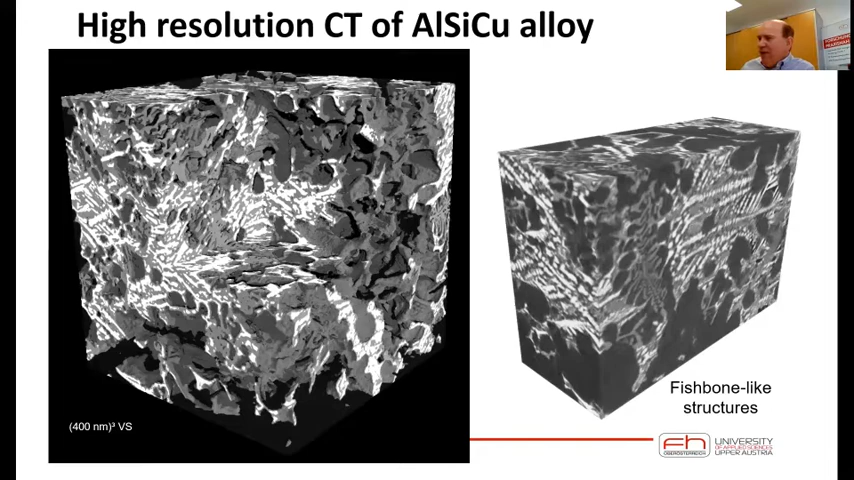 High resolution CT of AlSiCu alloy
(400 nm)³ VS
Fishbone-like
structures
fh
OBERÖSTERREICH
UNIVERSITY
OF APPLIED SCIENCES
UPPER AUSTRIA